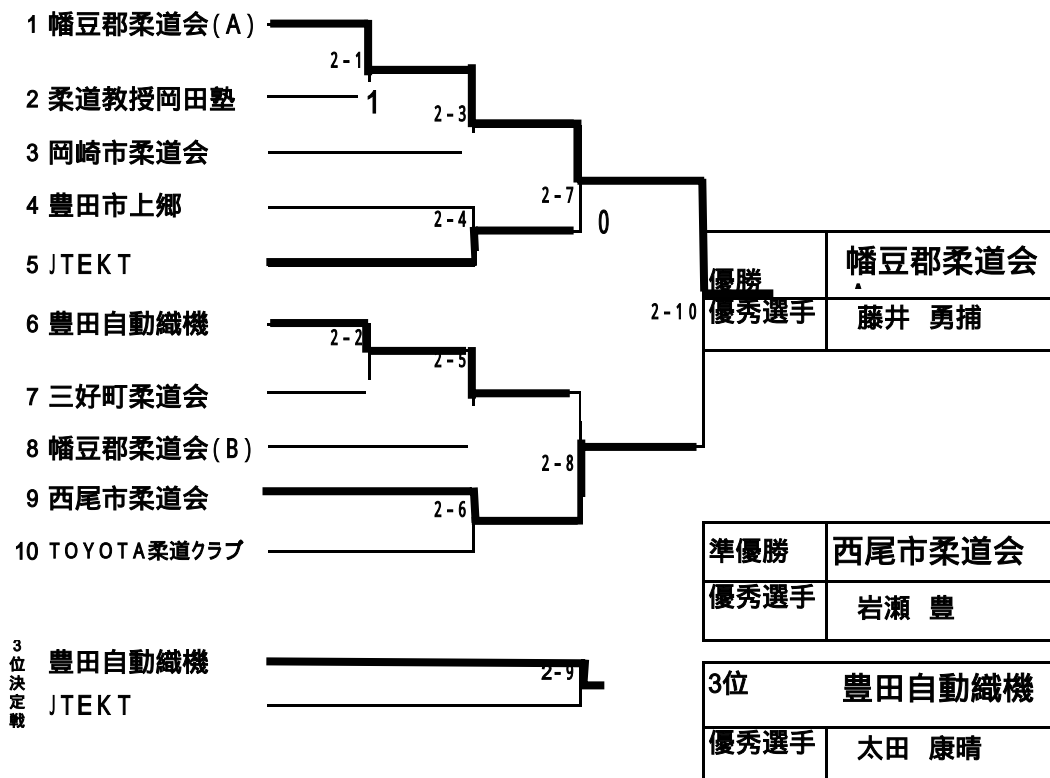 1 幡豆郡柔道会(A)
2-1
2 柔道教授岡田塾
1
2-3
3 岡崎市柔道会
2-7
4 豊田市上郷
2-4
0
5 JTEKT
6 豊田自動織機
2-2
2-5
7 三好町柔道会
8 幡豆郡柔道会(B)
2-8
9 西尾市柔道会
2-6
10 TOYOTA柔道クラブ
2-10
優勝 幡豆郡柔道会
優秀選手 藤井 勇捕
準優勝 西尾市柔道会
優秀選手 岩瀬 豊
3位決定戦
豊田自動織機
2-9
JTEKT
3位 豊田自動織機
優秀選手 太田 康晴